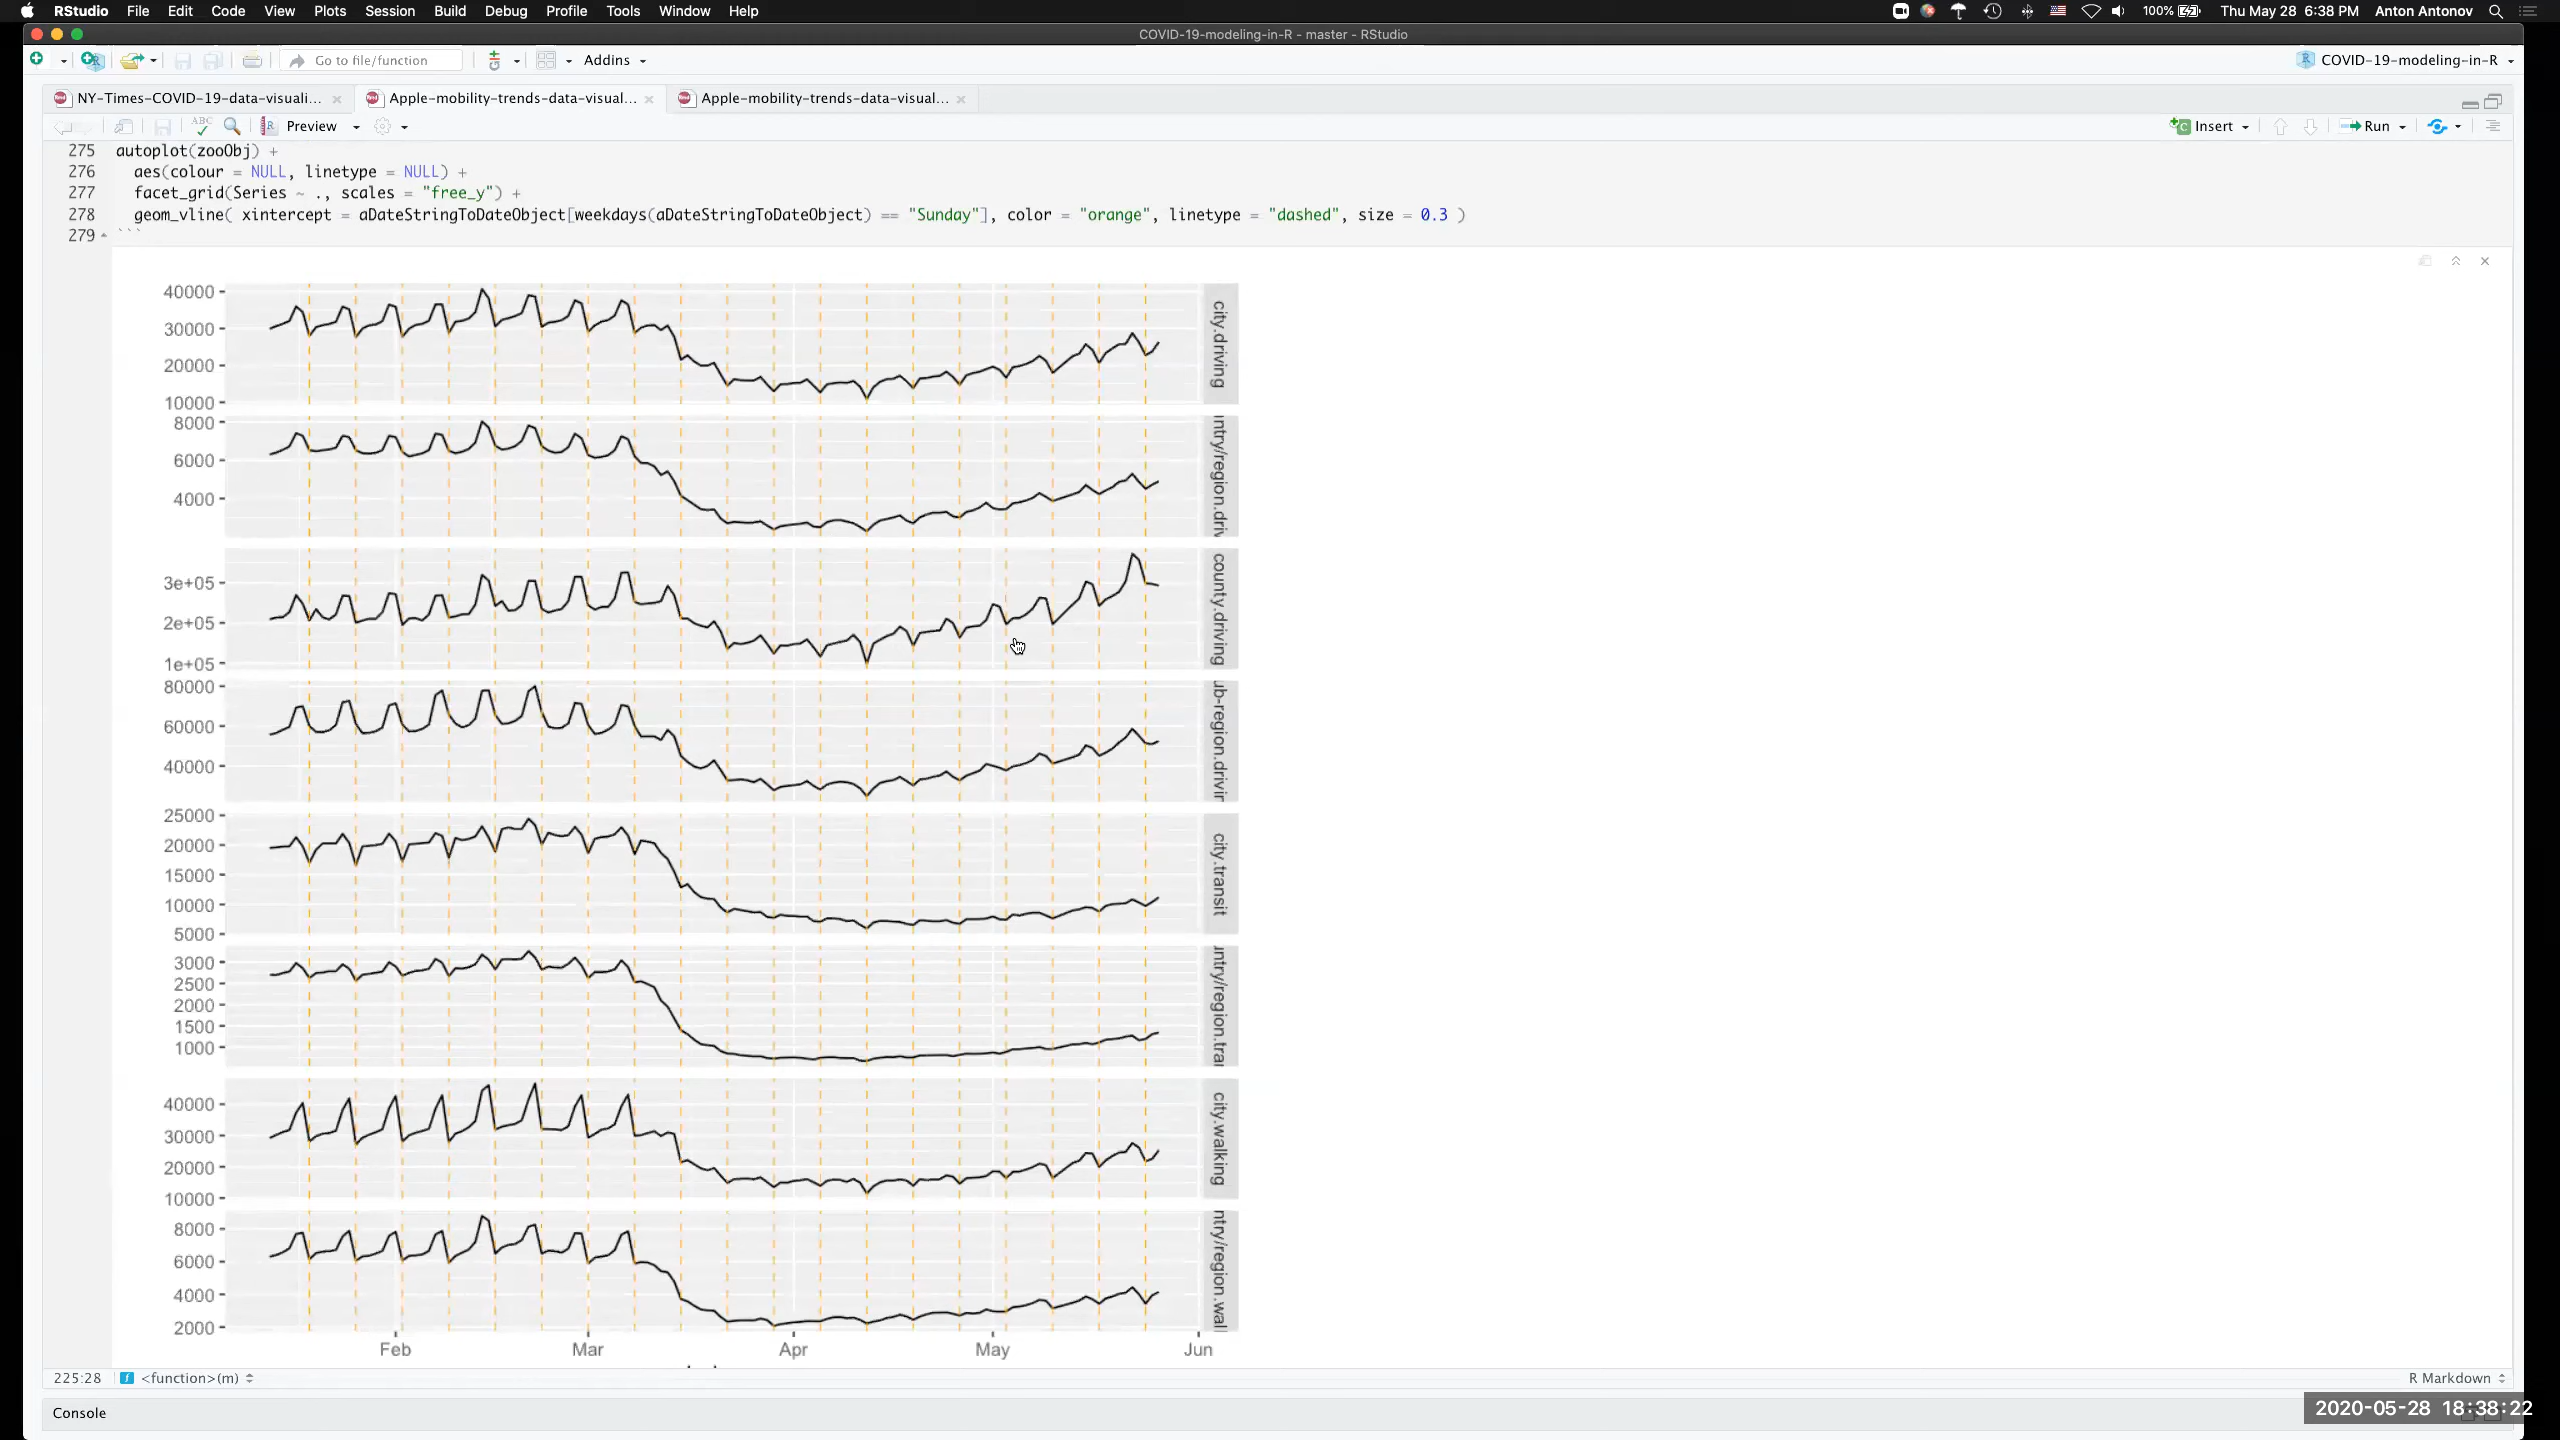 RStudio File Edit Code View Plots Session Build Debug Profile Tools Window Help 100% Thu May 28 6:38 PM Anton Antonov
COVID-19-modeling-in-R - master - RStudio
Go to file/function Addins COVID-19-modeling-in-R
NY-Times-COVID-19-data-visuali... Apple-mobility-trends-data-visual... Apple-mobility-trends-data-visual...
ABC Preview Insert Run
275 autoplot(zooObj) +
276 aes(colour = NULL, linetype = NULL) +
277 facet_grid(Series ~ ., scales = "free_y") +
278 geom_vline( xintercept = aDateStringToDateObject[weekdays(aDateStringToDateObject) == "Sunday"], color = "orange", linetype = "dashed", size = 0.3 )
279 ```
40000
30000
20000
10000
city.driving
8000
6000
4000
ntry/region.driv
3e+05
2e+05
1e+05
county.driving
80000
60000
40000
ub-region.drivin
25000
20000
15000
10000
5000
city.transit
3000
2500
2000
1500
1000
ntry/region.tra
40000
30000
20000
10000
city.walking
8000
6000
4000
2000
ntry/region.wal
Feb Mar Apr May Jun
225:28 <function>(m) R Markdown
Console
2020-05-28 18:38:22